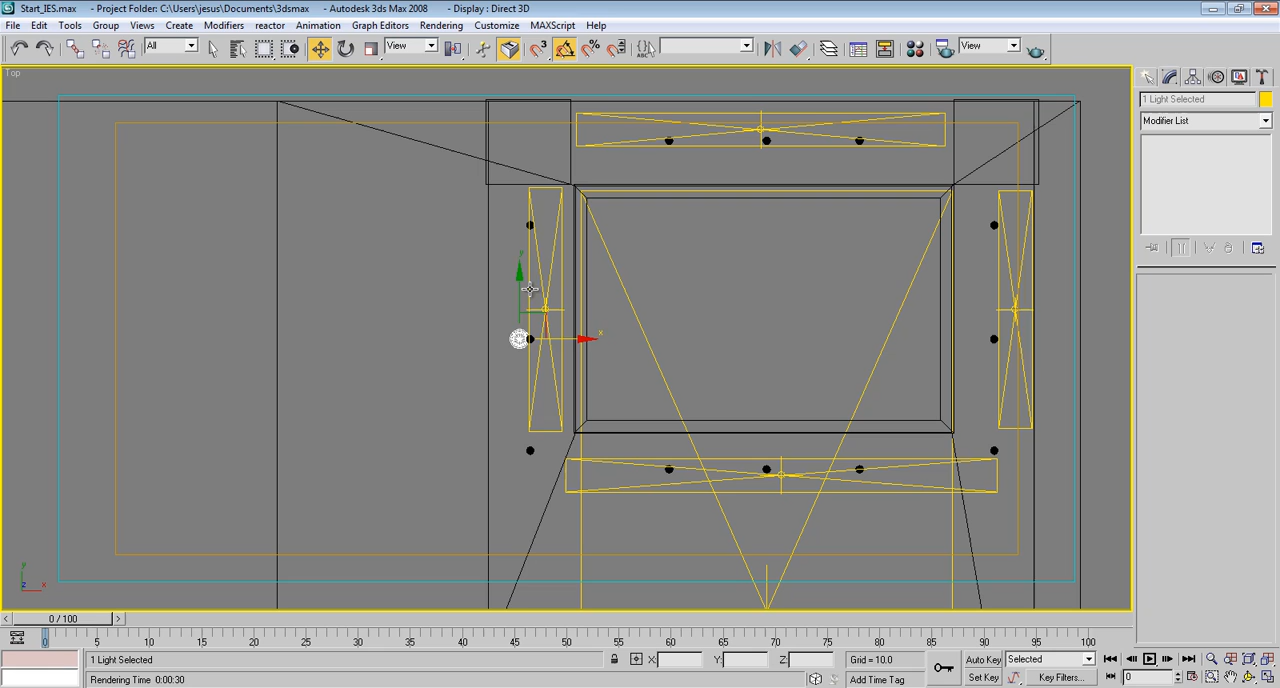 Start_IES.max - Project Folder: C:\Users\jesus\Documents\3dsmax - Autodesk 3ds Max 2008 - Display : Direct 3D
File Edit Tools Group Views Create Modifiers reactor Animation Graph Editors Rendering Customize MAXScript Help
All View View
Top
1 Light Selected
Modifier List
y
x
y
z x
0 / 100
0 5 10 15 20 25 30 35 40 45 50 55 60 65 70 75 80 85 90 95 100
1 Light Selected X: Y: Z: Grid = 10.0 Auto Key Selected
Rendering Time 0:00:30 Add Time Tag Set Key Key Filters... 0